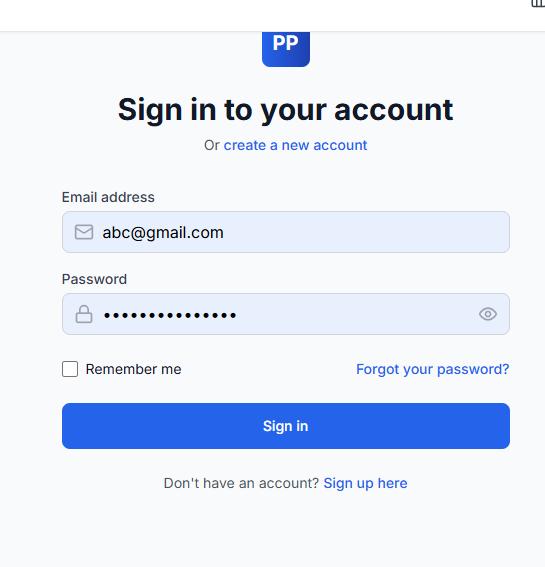 PP
Sign in to your account
Or create a new account
Email address
abc@gmail.com
Password
•••••••••••••••
Remember me Forgot your password?
Sign in
Don't have an account? Sign up here